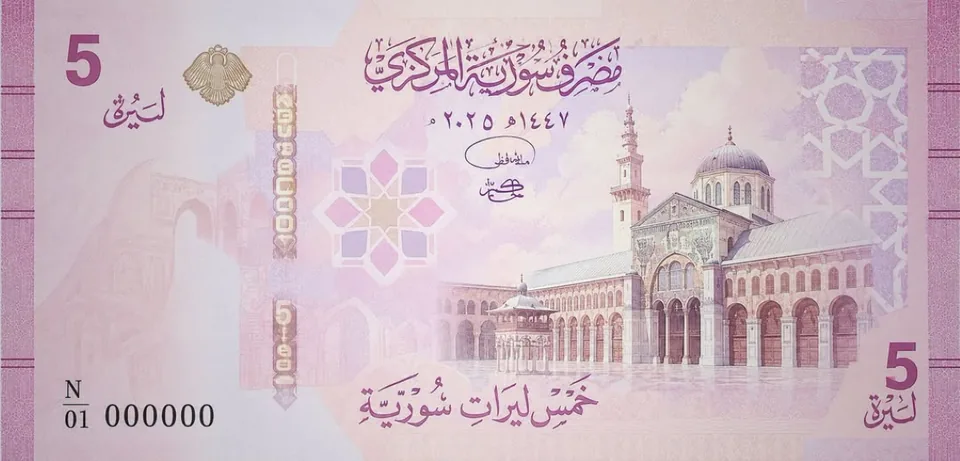 5
ليرة
مصرف سورية المركزي
١٤٤٧هـ ٢٠٢٥م
خمس ليرات سورية
N/01 000000
5
ليرة